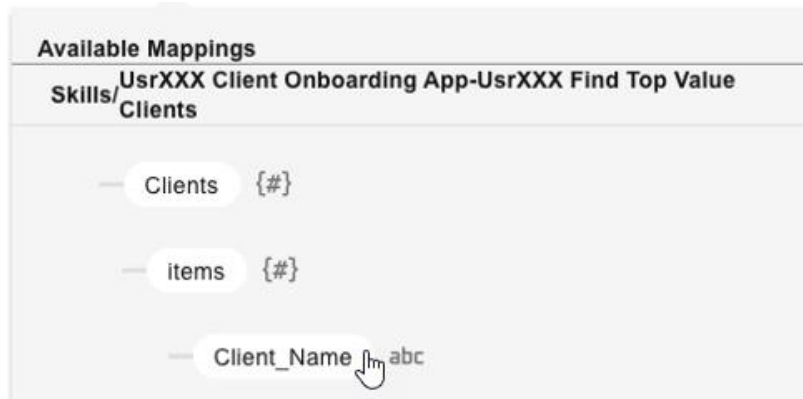 Available Mappings
Skills/UsrXXX Client Onboarding App-UsrXXX Find Top Value
Clients
Clients {#}
items {#}
Client_Name abc